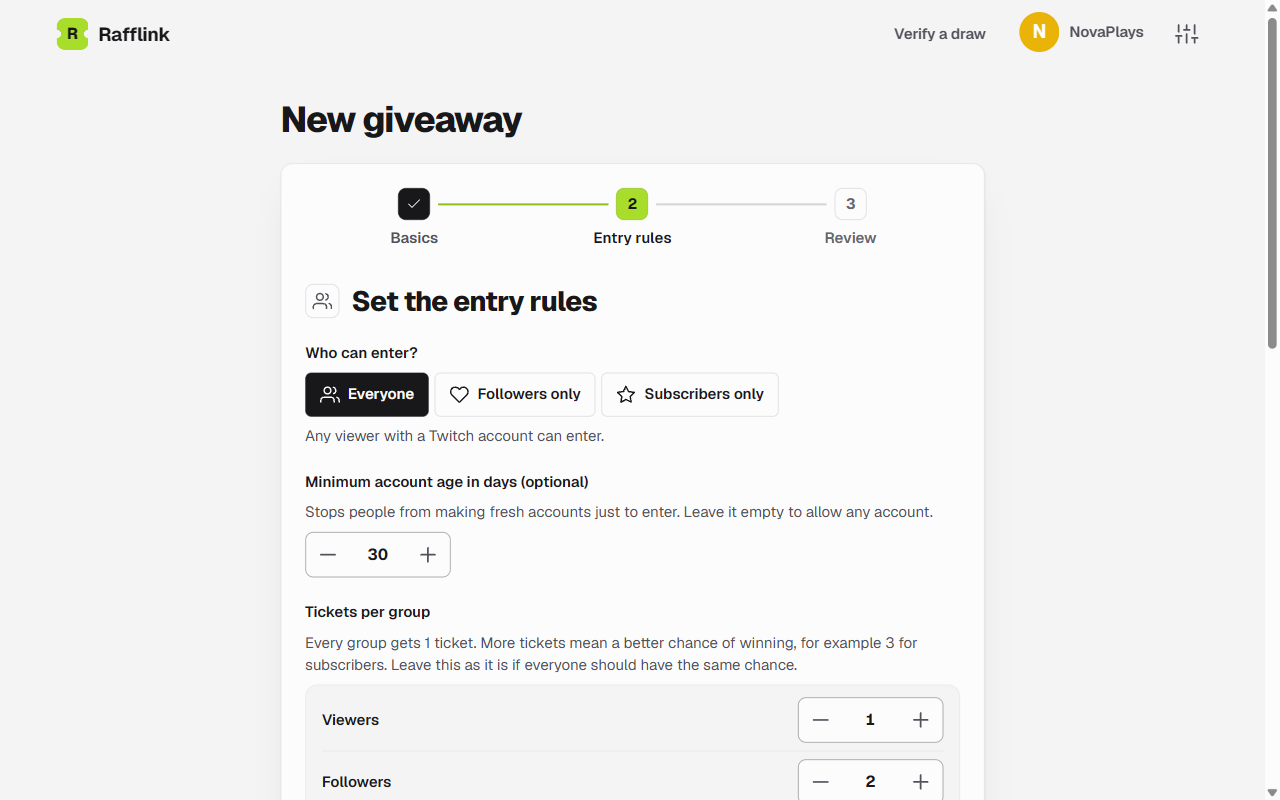 R Rafflink
Verify a draw
N NovaPlays
New giveaway
2 3
Basics Entry rules Review
Set the entry rules
Who can enter?
Everyone Followers only Subscribers only
Any viewer with a Twitch account can enter.
Minimum account age in days (optional)
Stops people from making fresh accounts just to enter. Leave it empty to allow any account.
30
Tickets per group
Every group gets 1 ticket. More tickets mean a better chance of winning, for example 3 for
subscribers. Leave this as it is if everyone should have the same chance.
Viewers 1
Followers 2